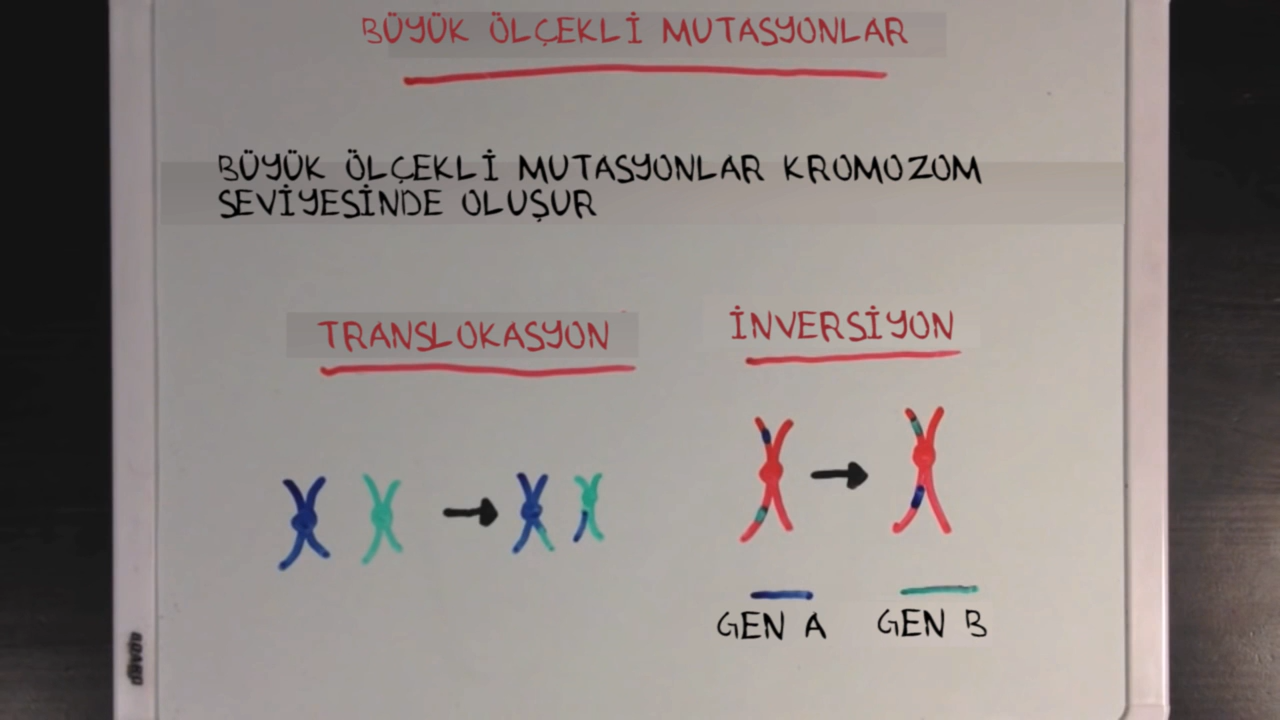 BÜYÜK ÖLÇEKLİ MUTASYONLAR
BÜYÜK ÖLÇEKLİ MUTASYONLAR KROMOZOM
SEVİYESİNDE OLUŞUR
TRANSLOKASYON
İNVERSİYON
GEN A
GEN B